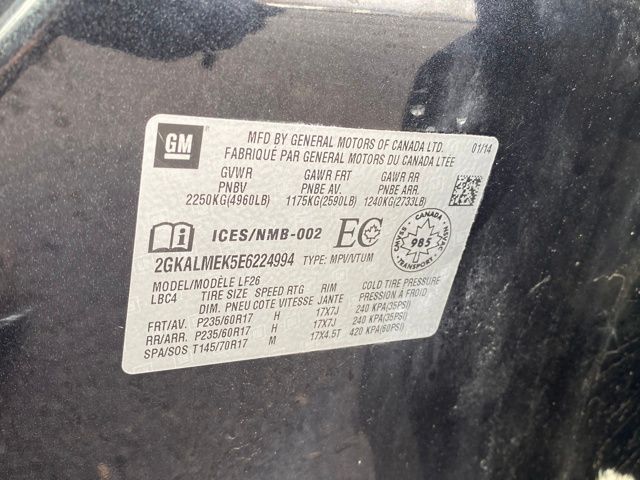 GM
MFD BY GENERAL MOTORS OF CANADA LTD. 01/14
FABRIQUÉ PAR GENERAL MOTORS DU CANADA LTÉE
GVWR GAWR FRT GAWR RR
PNBV PNBE AV. PNBE ARR.
2250KG(4960LB) 1175KG(2590LB) 1240KG(2733LB)
ICES/NMB-002 EC
CANADA
985
TRANSPORT
2GKALMEK5E6224994 TYPE: MPV/VTUM
MODEL/MODÈLE LF26
LBC4 TIRE SIZE SPEED RTG RIM COLD TIRE PRESSURE
DIM. PNEU COTE VITESSE JANTE PRESSION A FROID
FRT/AV. P235/60R17 H 17X7J 240 KPA(35PSI)
RR/ARR. P235/60R17 H 17X7J 240 KPA(35PSI)
SPA/SOS T145/70R17 M 17X4.5T 420 KPA(60PSI)